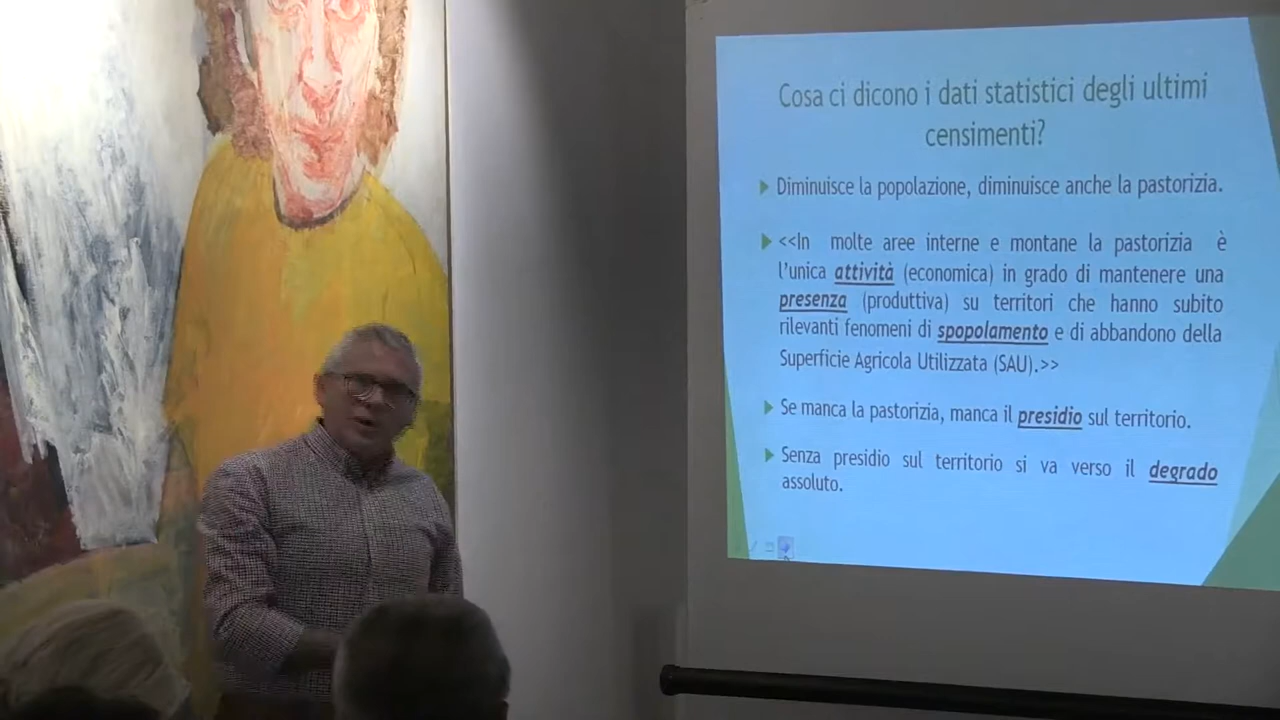 Cosa ci dicono i dati statistici degli ultimi
censimenti?
Diminuisce la popolazione, diminuisce anche la pastorizia.
<<In molte aree interne e montane la pastorizia è
l'unica attività (economica) in grado di mantenere una
presenza (produttiva) su territori che hanno subito
rilevanti fenomeni di spopolamento e di abbandono della
Superficie Agricola Utilizzata (SAU).>>
Se manca la pastorizia, manca il presidio sul territorio.
Senza presidio sul territorio si va verso il degrado
assoluto.